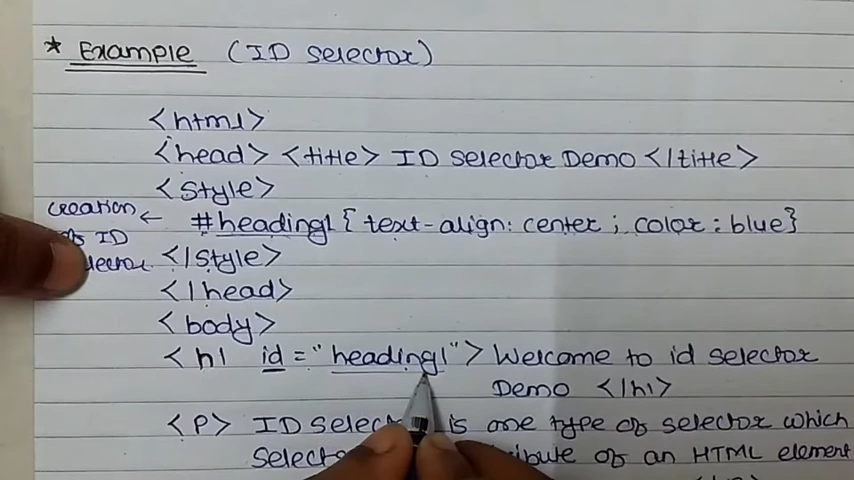 * Example (ID selector)
<html>
<head> <title> ID selector Demo </title>
<style>
creation ← #heading1 { text-align: center ; color : blue}
of ID
</style>
</head>
<body>
<h1 id = "heading1"> Welcome to id selector
Demo </h1>
<P> ID is one type of selector which
of an HTML element